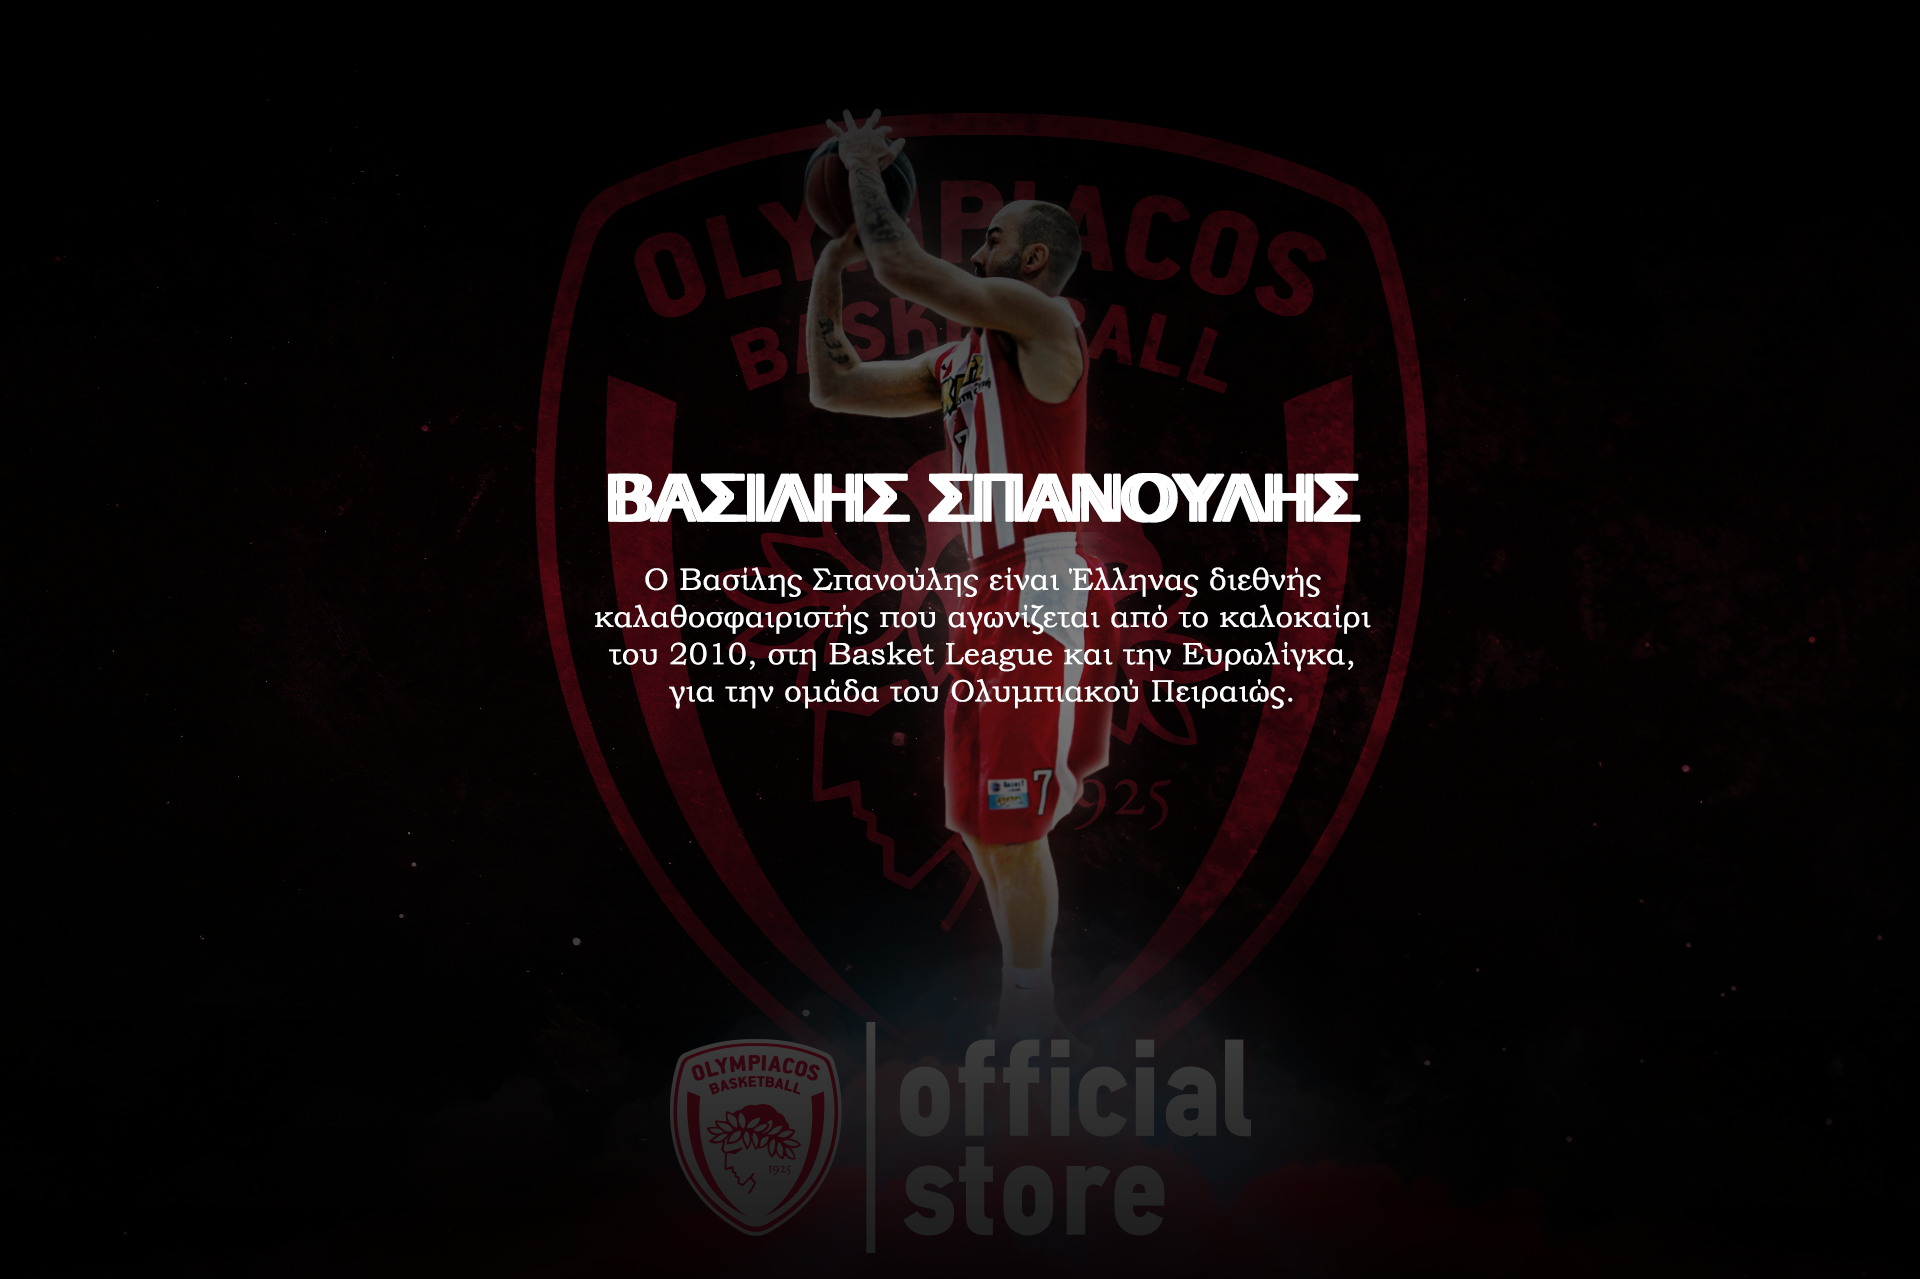 OLYMPIACOS
BASKETBALL
ΒΑΣΙΛΗΣ ΣΠΑΝΟΥΛΗΣ
Ο Βασίλης Σπανούλης είναι Έλληνας διεθνής
καλαθοσφαιριστής που αγωνίζεται από το καλοκαίρι
του 2010, στη Basket League και την Ευρωλίγκα,
για την ομάδα του Ολυμπιακού Πειραιώς.
7
1925
OLYMPIACOS
BASKETBALL
1925
official
store